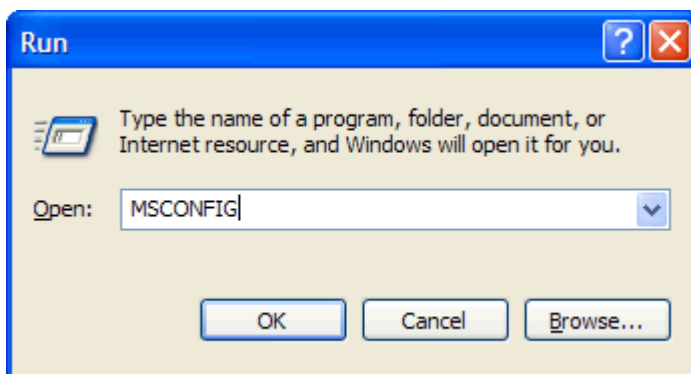 Run
Type the name of a program, folder, document, or
Internet resource, and Windows will open it for you.
Open: MSCONFIG
OK Cancel Browse...